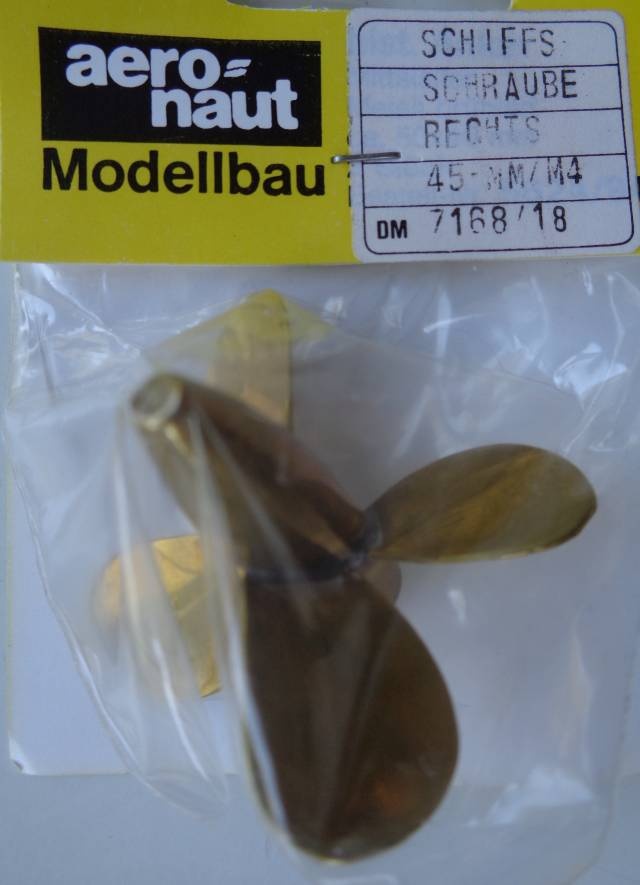 aero=
naut
Modellbau
SCHIFFS
SCHRAUBE
RECHTS
45-MM/M4
DM 7168/18